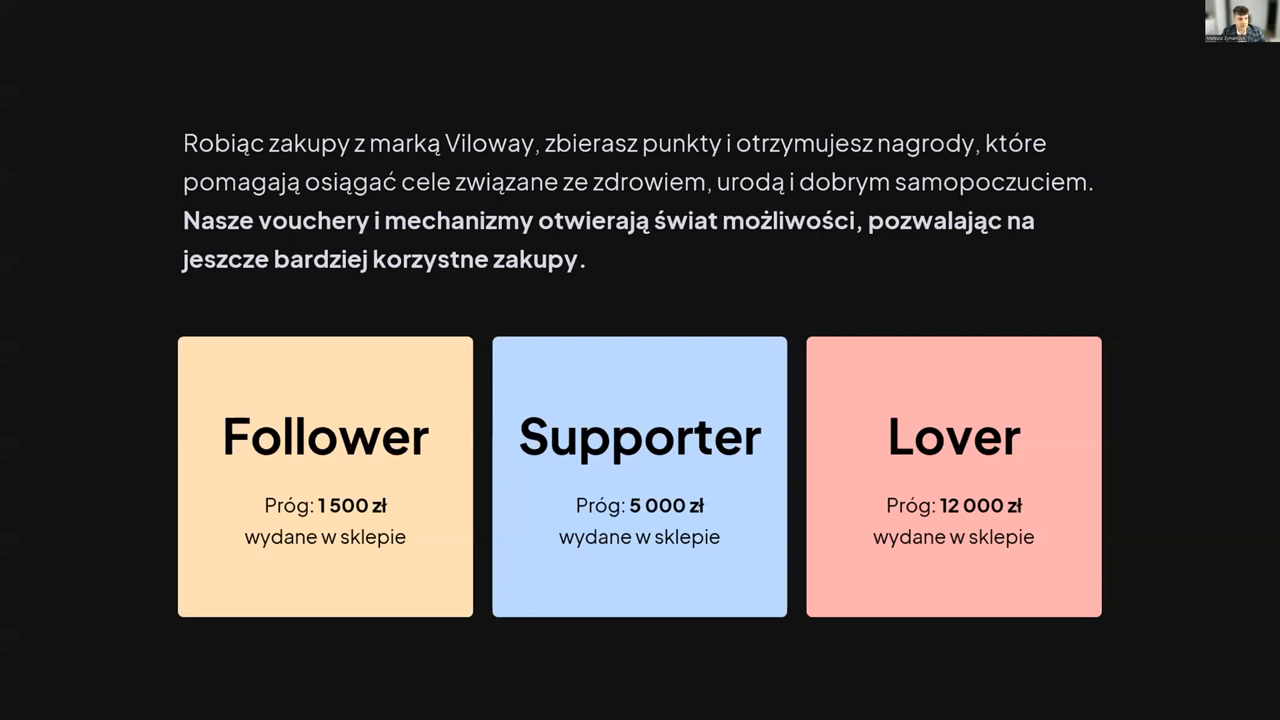 Robiąc zakupy z marką Viloway, zbierasz punkty i otrzymujesz nagrody, które
pomagają osiągać cele związane ze zdrowiem, urodą i dobrym samopoczuciem.
Nasze vouchery i mechanizmy otwierają świat możliwości, pozwalając na
jeszcze bardziej korzystne zakupy.
Follower
Próg: 1 500 zł
wydane w sklepie
Supporter
Próg: 5 000 zł
wydane w sklepie
Lover
Próg: 12 000 zł
wydane w sklepie